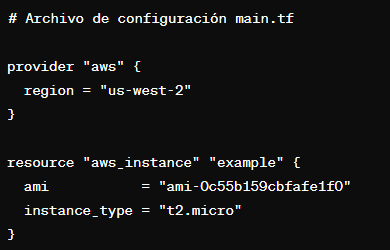 # Archivo de configuración main.tf

provider "aws" {
  region = "us-west-2"
}

resource "aws_instance" "example" {
  ami           = "ami-0c55b159cbfafe1f0"
  instance_type = "t2.micro"
}